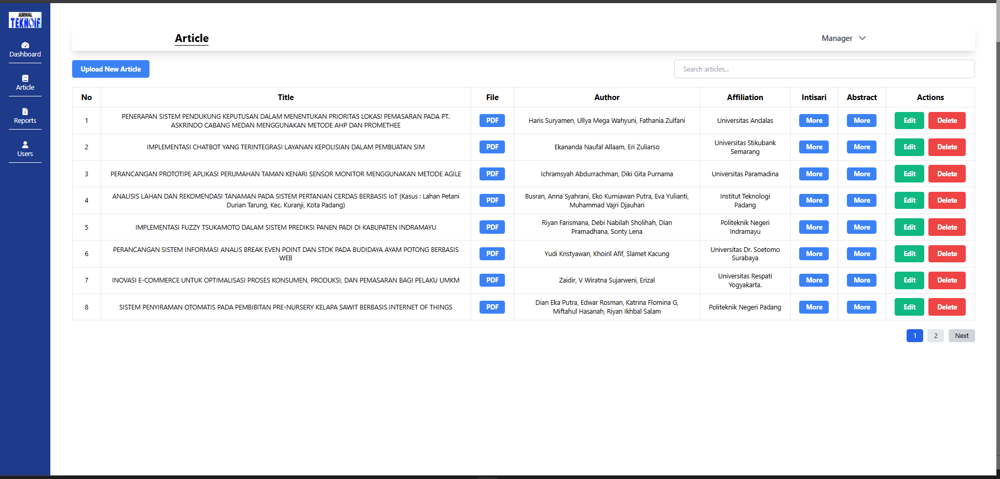 JURNAL
TEKNOIF
Dashboard
Article
Reports
Users
Article
Manager
Upload New Article
Search articles...
No Title File Author Affiliation Intisari Abstract Actions
1 PENERAPAN SISTEM PENDUKUNG KEPUTUSAN DALAM MENENTUKAN PRIORITAS LOKASI PEMASARAN PADA PT.
ASKRINDO CABANG MEDAN MENGGUNAKAN METODE AHP DAN PROMETHEE
PDF
Haris Suryamen, Ullya Mega Wahyuni, Fathania Zulfani
Universitas Andalas
More More Edit Delete
2 IMPLEMENTASI CHATBOT YANG TERINTEGRASI LAYANAN KEPOLISIAN DALAM PEMBUATAN SIM
PDF
Ekananda Naufal Allaam, Eri Zuliarso
Universitas Stikubank
Semarang
More More Edit Delete
3 PERANCANGAN PROTOTIPE APLIKASI PERUMAHAN TAMAN KENARI SENSOR MONITOR MENGGUNAKAN METODE AGILE
PDF
Ichramsyah Abdurrachman, Diki Gita Purnama
Universitas Paramadina
More More Edit Delete
4 ANALISIS LAHAN DAN REKOMENDASI TANAMAN PADA SISTEM PERTANIAN CERDAS BERBASIS IoT (Kasus : Lahan Petani
Durian Tarung, Kec. Kuranji, Kota Padang)
PDF
Busran, Anna Syahrani, Eko Kurniawan Putra, Eva Yulianti,
Muhammad Vajri Djauhari
Institut Teknologi
Padang
More More Edit Delete
5 IMPLEMENTASI FUZZY TSUKAMOTO DALAM SISTEM PREDIKSI PANEN PADI DI KABUPATEN INDRAMAYU
PDF
Riyan Farismana, Debi Nabilah Sholihah, Dian
Pramadhana, Sonty Lena
Politeknik Negeri
Indramayu
More More Edit Delete
6 PERANCANGAN SISTEM INFORMASI ANALIS BREAK EVEN POINT DAN STOK PADA BUDIDAYA AYAM POTONG BERBASIS
WEB
PDF
Yudi Kristyawan, Khoiril Afif, Slamet Kacung
Universitas Dr. Soetomo
Surabaya
More More Edit Delete
7 INOVASI E-COMMERCE UNTUK OPTIMALISASI PROSES KONSUMEN, PRODUKSI, DAN PEMASARAN BAGI PELAKU UMKM
PDF
Zaidir, V Wiratna Sujarweni, Erizal
Universitas Respati
Yogyakarta.
More More Edit Delete
8 SISTEM PENYIRAMAN OTOMATIS PADA PEMBIBITAN PRE-NURSERY KELAPA SAWIT BERBASIS INTERNET OF THINGS
PDF
Dian Eka Putra, Edwar Rosman, Katrina Flomina G,
Miftahul Hasanah, Riyan Ikhbal Salam
Politeknik Negeri Padang
More More Edit Delete
1 2 Next